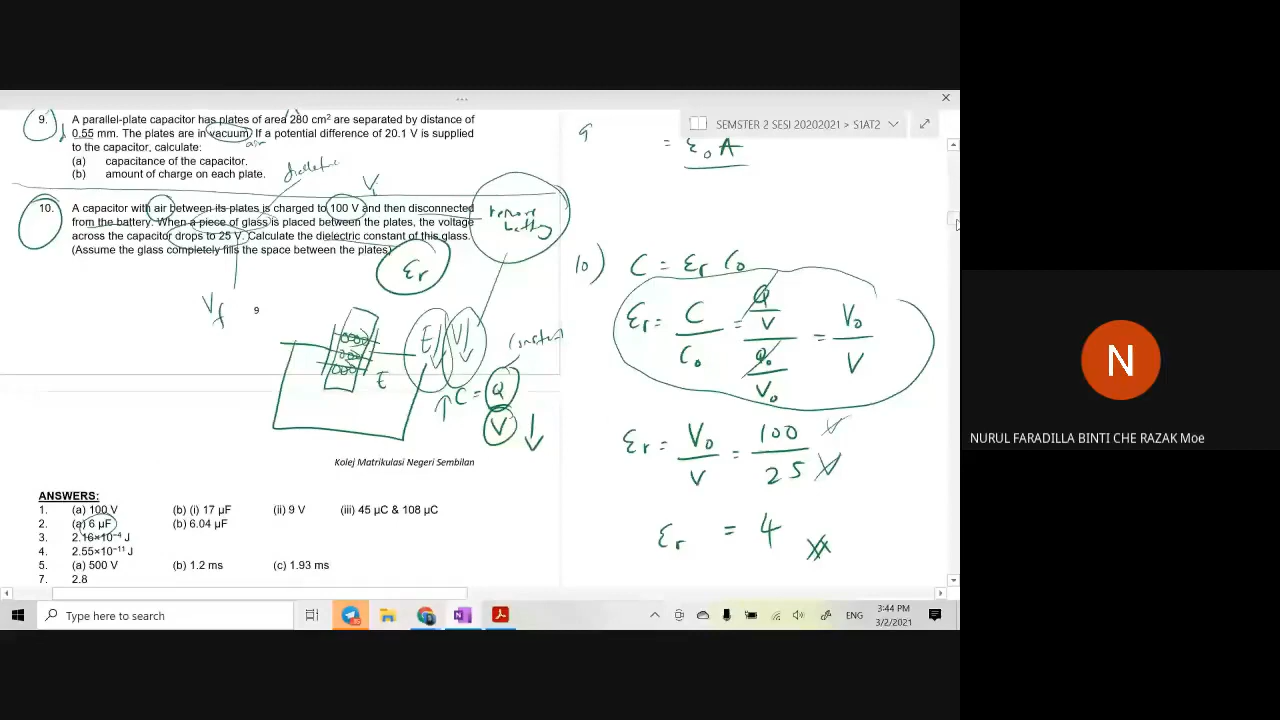 9. A parallel-plate capacitor has plates of area 280 cm² are separated by distance of
0.55 mm. The plates are in vacuum. If a potential difference of 20.1 V is supplied
to the capacitor, calculate:
(a) capacitance of the capacitor.
(b) amount of charge on each plate.
air
dielectric
10. A capacitor with air between its plates is charged to 100 V and then disconnected
from the battery. When a piece of glass is placed between the plates, the voltage
across the capacitor drops to 25 V. Calculate the dielectric constant of this glass.
(Assume the glass completely fills the space between the plates)
remove
battery
εr
Vf
9
E↓ V↓
constant
E
↑ C = Q
V ↓
Kolej Matrikulasi Negeri Sembilan
ANSWERS:
1. (a) 100 V (b) (i) 17 µF (ii) 9 V (iii) 45 µC & 108 µC
2. (a) 6 µF (b) 6.04 µF
3. 2.16×10⁻⁴ J
4. 2.55×10⁻¹¹ J
5. (a) 500 V (b) 1.2 ms (c) 1.93 ms
7. 2.8
SEMSTER 2 SESI 20202021 > S1AT2
9
= ε₀ A
10) C = εr C₀
εr = C / C₀ = Q/V / Q₀/V₀ = V₀ / V
εr = V₀ / V = 100 V / 25 V
εr = 4
N
NURUL FARADILLA BINTI CHE RAZAK Moe
Type here to search
ENG
3:44 PM
3/2/2021